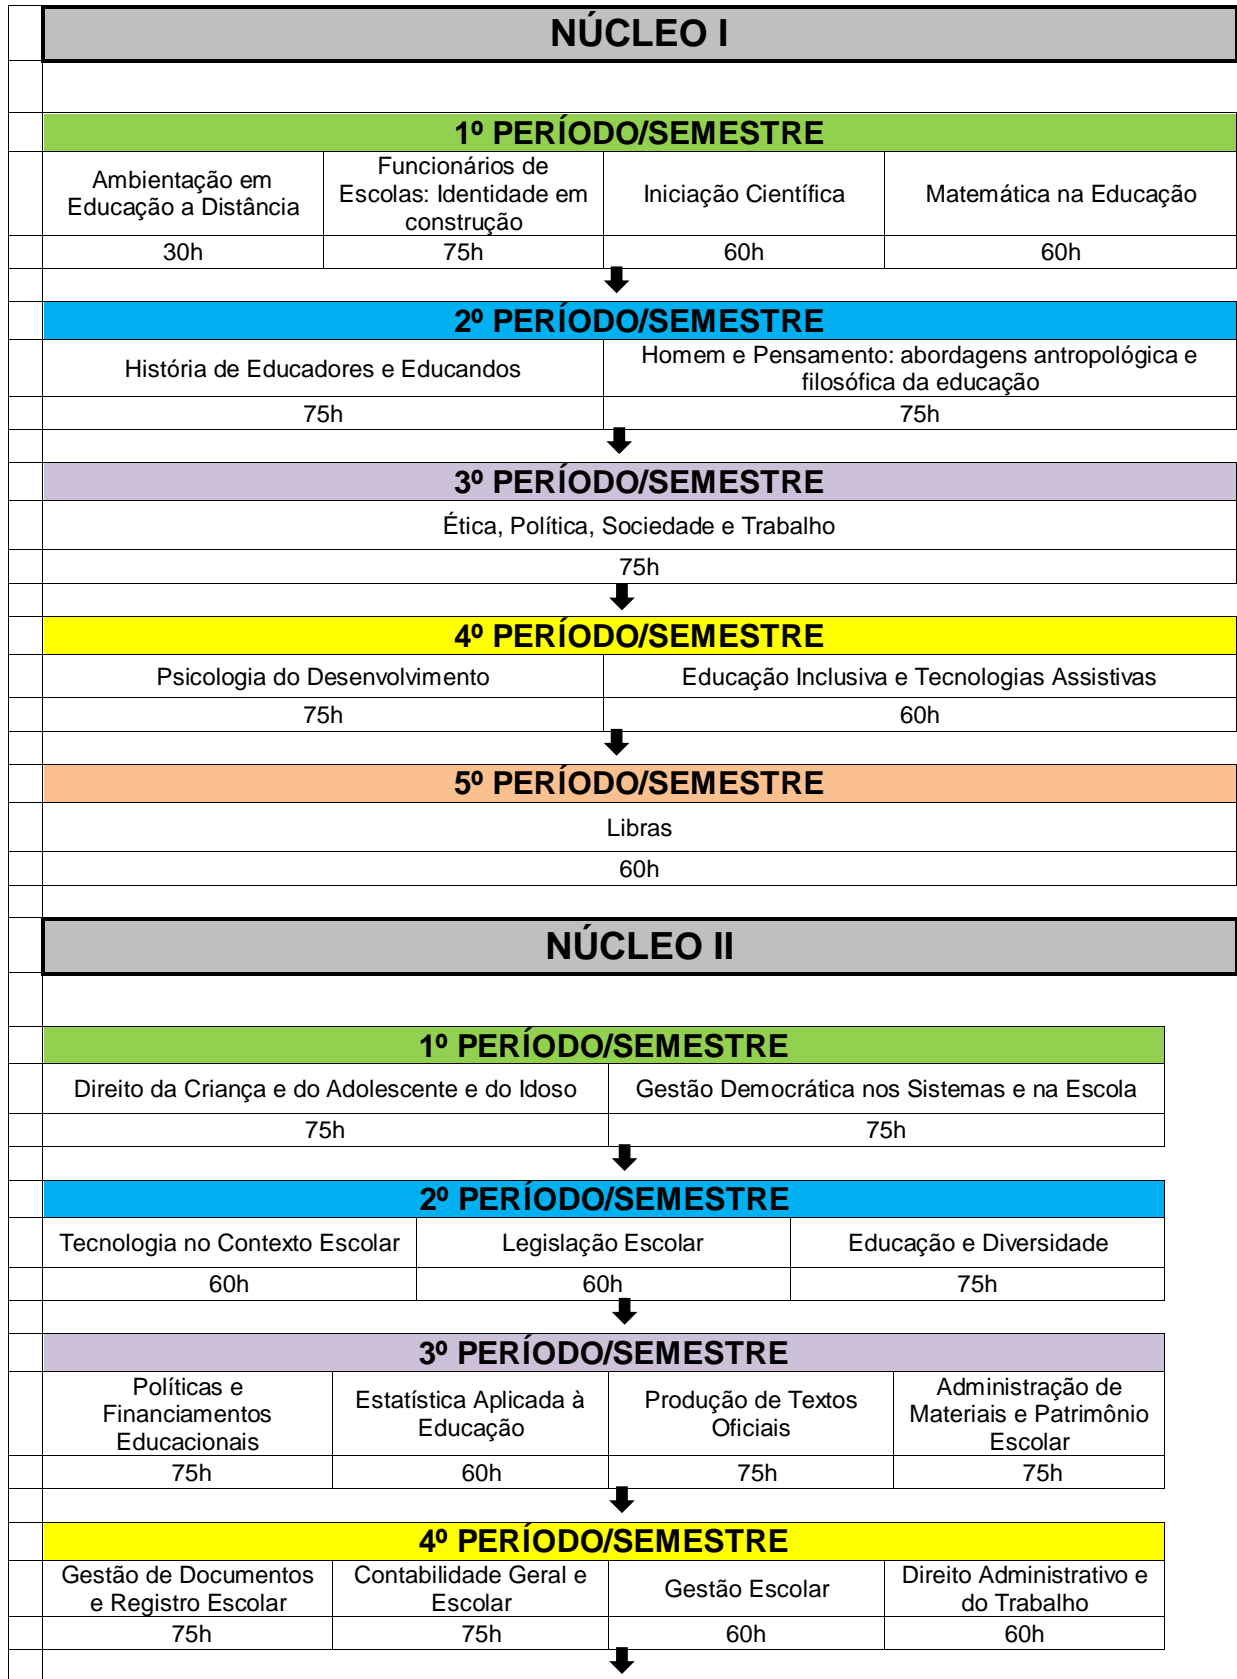 NÚCLEO I
1º PERÍODO/SEMESTRE
Ambientação em
Educação a Distância
Funcionários de
Escolas: Identidade em
construção
Iniciação Científica
Matemática na Educação
30h
75h
60h
60h
2º PERÍODO/SEMESTRE
História de Educadores e Educandos
Homem e Pensamento: abordagens antropológica e
filosófica da educação
75h
75h
3º PERÍODO/SEMESTRE
Ética, Política, Sociedade e Trabalho
75h
4º PERÍODO/SEMESTRE
Psicologia do Desenvolvimento
Educação Inclusiva e Tecnologias Assistivas
75h
60h
5º PERÍODO/SEMESTRE
Libras
60h
NÚCLEO II
1º PERÍODO/SEMESTRE
Direito da Criança e do Adolescente e do Idoso
Gestão Democrática nos Sistemas e na Escola
75h
75h
2º PERÍODO/SEMESTRE
Tecnologia no Contexto Escolar
Legislação Escolar
Educação e Diversidade
60h
60h
75h
3º PERÍODO/SEMESTRE
Políticas e
Financiamentos
Educacionais
Estatística Aplicada à
Educação
Produção de Textos
Oficiais
Administração de
Materiais e Patrimônio
Escolar
75h
60h
75h
75h
4º PERÍODO/SEMESTRE
Gestão de Documentos
e Registro Escolar
Contabilidade Geral e
Escolar
Gestão Escolar
Direito Administrativo e
do Trabalho
75h
75h
60h
60h